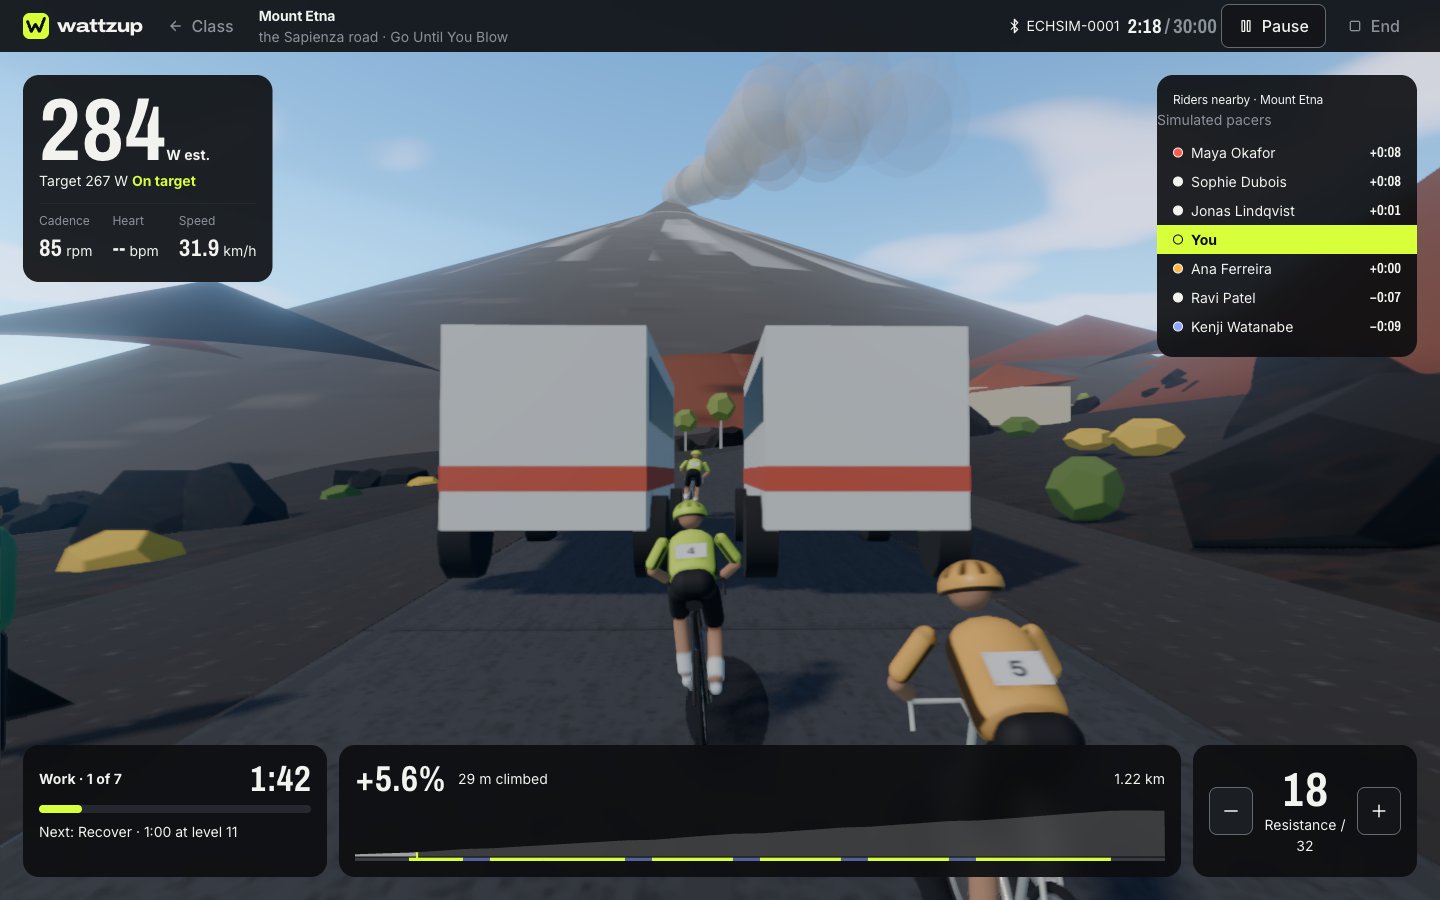 wattzup
Class
Mount Etna
the Sapienza road · Go Until You Blow
ECHSIM-0001
2:18 / 30:00
Pause
End
284 W est.
Target 267 W On target
Cadence Heart Speed
85 rpm -- bpm 31.9 km/h
Riders nearby · Mount Etna
Simulated pacers
Maya Okafor +0:08
Sophie Dubois +0:08
Jonas Lindqvist +0:01
You
Ana Ferreira +0:00
Ravi Patel −0:07
Kenji Watanabe −0:09
4
5
Work · 1 of 7 1:42
Next: Recover · 1:00 at level 11
+5.6% 29 m climbed 1.22 km
18
Resistance /
32